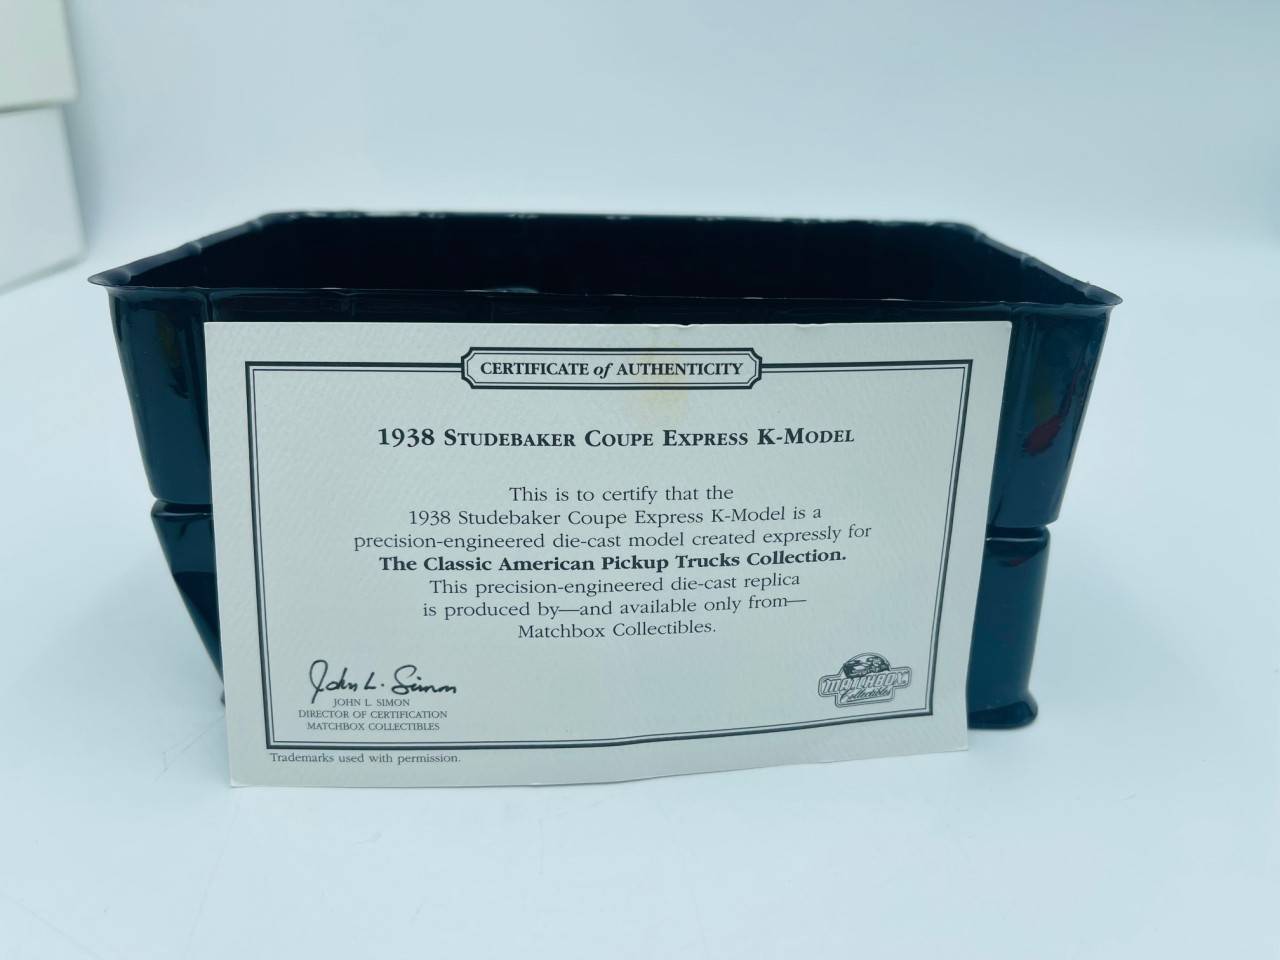 CERTIFICATE of AUTHENTICITY
1938 STUDEBAKER COUPE EXPRESS K-MODEL
This is to certify that the
1938 Studebaker Coupe Express K-Model is a
precision-engineered die-cast model created expressly for
The Classic American Pickup Trucks Collection.
This precision-engineered die-cast replica
is produced by—and available only from—
Matchbox Collectibles.
John L. Simon
JOHN L. SIMON
DIRECTOR OF CERTIFICATION
MATCHBOX COLLECTIBLES
MATCHBOX
Collectibles
Trademarks used with permission.